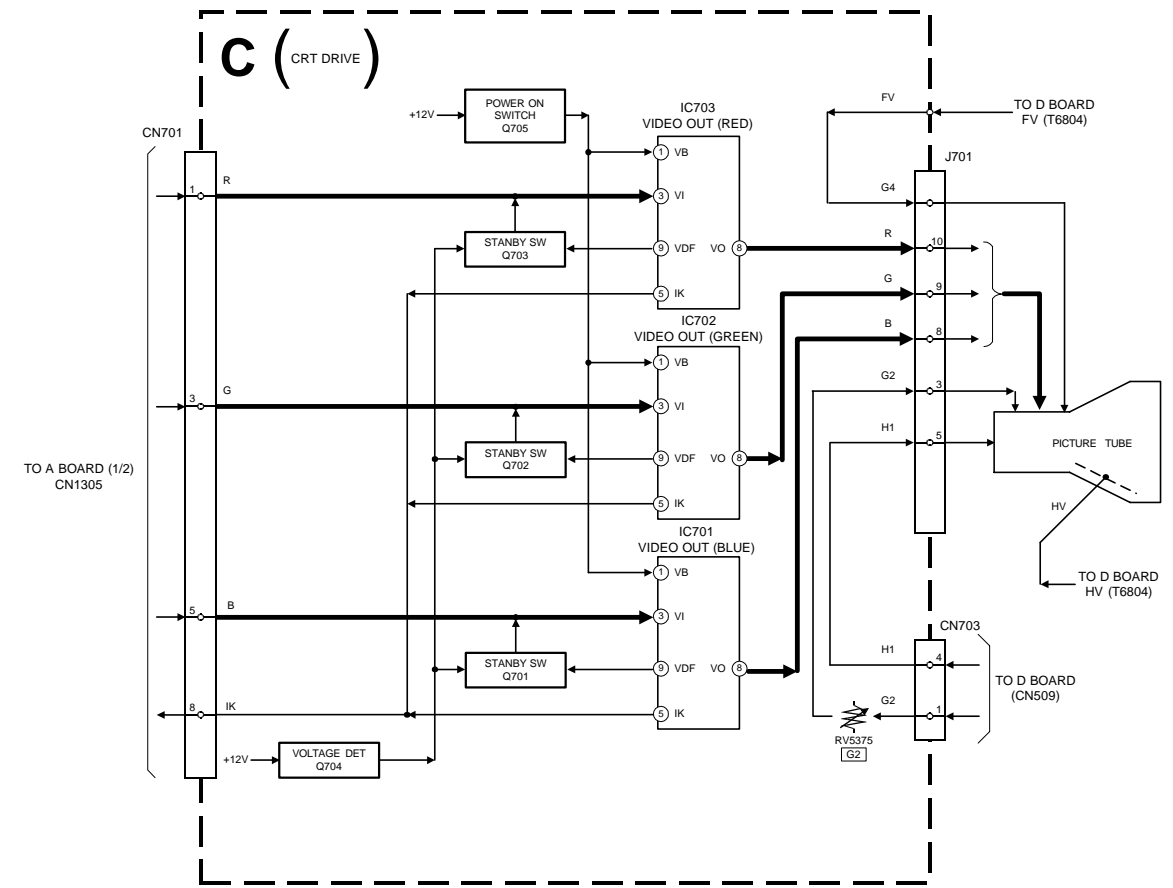 C ( CRT DRIVE )
POWER ON
SWITCH
Q705
+12V
IC703
VIDEO OUT (RED)
FV
TO D BOARD
FV (T6804)
CN701
J701
1
R
1 VB
3 VI
9 VDF
VO 8
5 IK
STANBY SW
Q703
G4
R
10
G
9
B
8
G2
3
H1
5
IC702
VIDEO OUT (GREEN)
3
G
1 VB
3 VI
9 VDF
VO 8
5 IK
STANBY SW
Q702
PICTURE TUBE
HV
TO D BOARD
HV (T6804)
TO A BOARD (1/2)
CN1305
IC701
VIDEO OUT (BLUE)
5
B
1 VB
3 VI
9 VDF
VO 8
5 IK
STANBY SW
Q701
8
IK
CN703
H1
4
G2
1
TO D BOARD
(CN509)
RV5375
G2
+12V
VOLTAGE DET
Q704